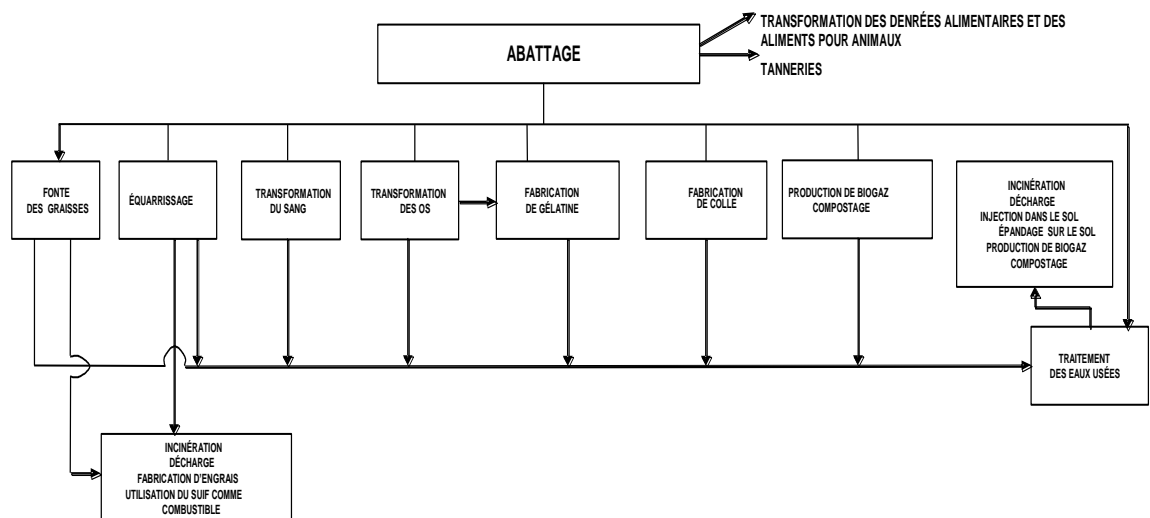 TRANSFORMATION DES DENRÉES ALIMENTAIRES ET DES
ALIMENTS POUR ANIMAUX
ABATTAGE
TANNERIES
FONTE
DES GRAISSES
ÉQUARRISSAGE
TRANSFORMATION
DU SANG
TRANSFORMATION
DES OS
FABRICATION
DE GÉLATINE
FABRICATION
DE COLLE
PRODUCTION DE BIOGAZ
COMPOSTAGE
INCINÉRATION
DÉCHARGE
INJECTION DANS LE SOL
ÉPANDAGE SUR LE SOL
PRODUCTION DE BIOGAZ
COMPOSTAGE
TRAITEMENT
DES EAUX USÉES
INCINÉRATION
DÉCHARGE
FABRICATION D'ENGRAIS
UTILISATION DU SUIF COMME
COMBUSTIBLE